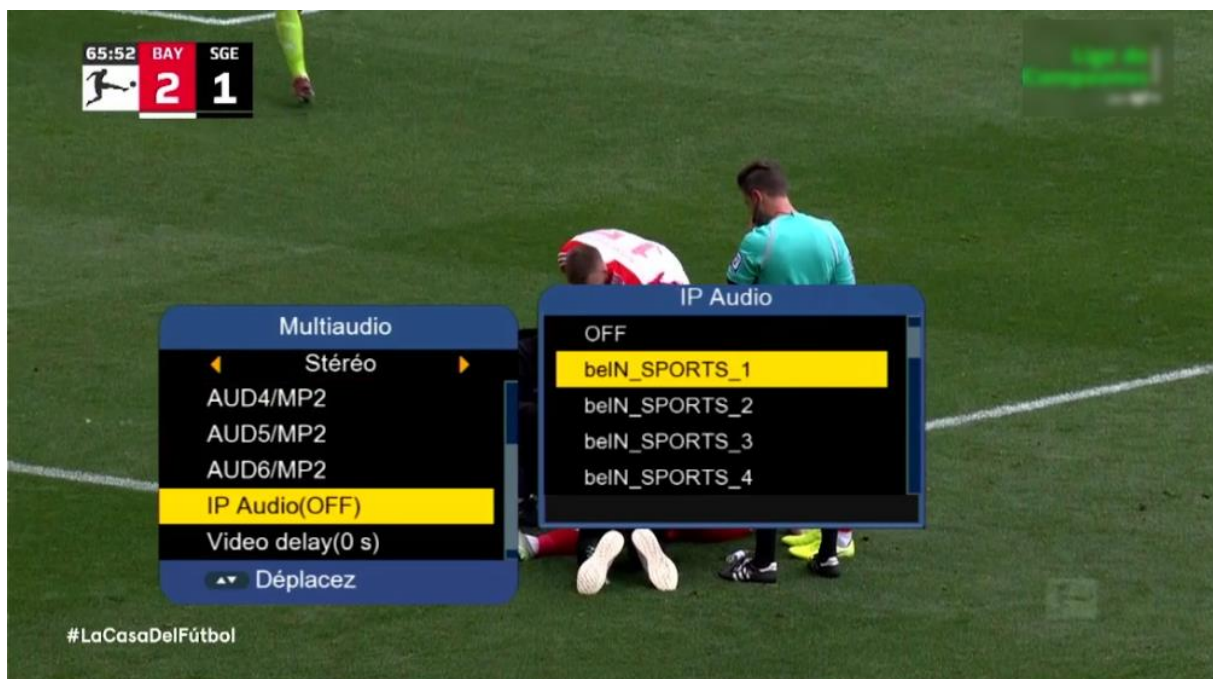 65:52 BAY SGE
2 1
IP Audio
OFF
beIN_SPORTS_1
beIN_SPORTS_2
beIN_SPORTS_3
beIN_SPORTS_4
Multiaudio
Stéréo
AUD4/MP2
AUD5/MP2
AUD6/MP2
IP Audio(OFF)
Video delay(0 s)
Déplacez
#LaCasaDelFútbol